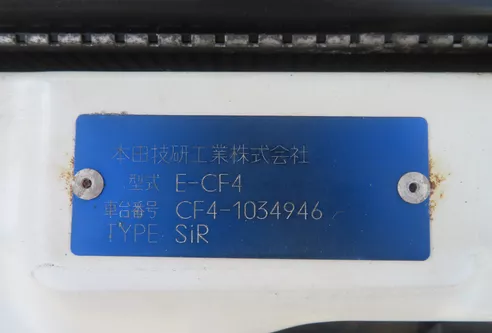 本田技研工業株式会社
型式 E-CF4
車台番号 CF4-1034946
TYPE SiR